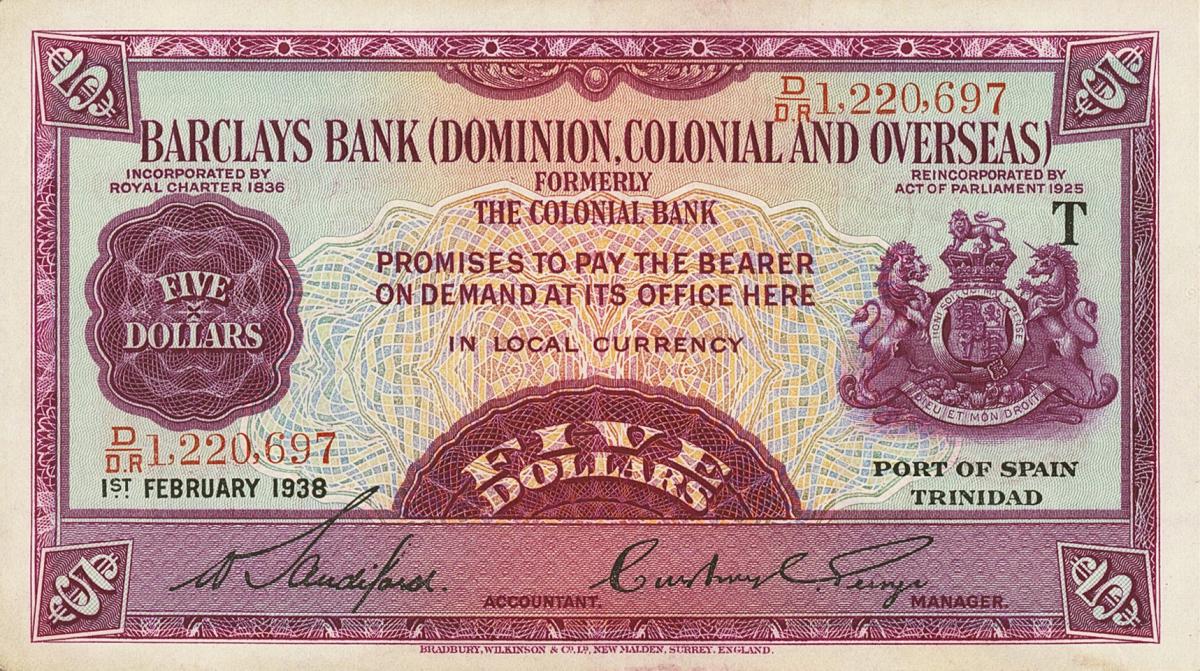 $5
$5
D/D.R 1,220,697
BARCLAYS BANK (DOMINION, COLONIAL AND OVERSEAS)
INCORPORATED BY
ROYAL CHARTER 1836
REINCORPORATED BY
ACT OF PARLIAMENT 1925
FORMERLY
THE COLONIAL BANK
T
PROMISES TO PAY THE BEARER
ON DEMAND AT ITS OFFICE HERE
IN LOCAL CURRENCY
FIVE
DOLLARS
DIEU ET MON DROIT
FIVE
DOLLARS
D/D.R 1,220,697
1ST. FEBRUARY 1938
PORT OF SPAIN
TRINIDAD
W Sandiford.
ACCOUNTANT.
MANAGER.
$5
$5
BRADBURY, WILKINSON & Co. Ld. NEW MALDEN, SURREY, ENGLAND.